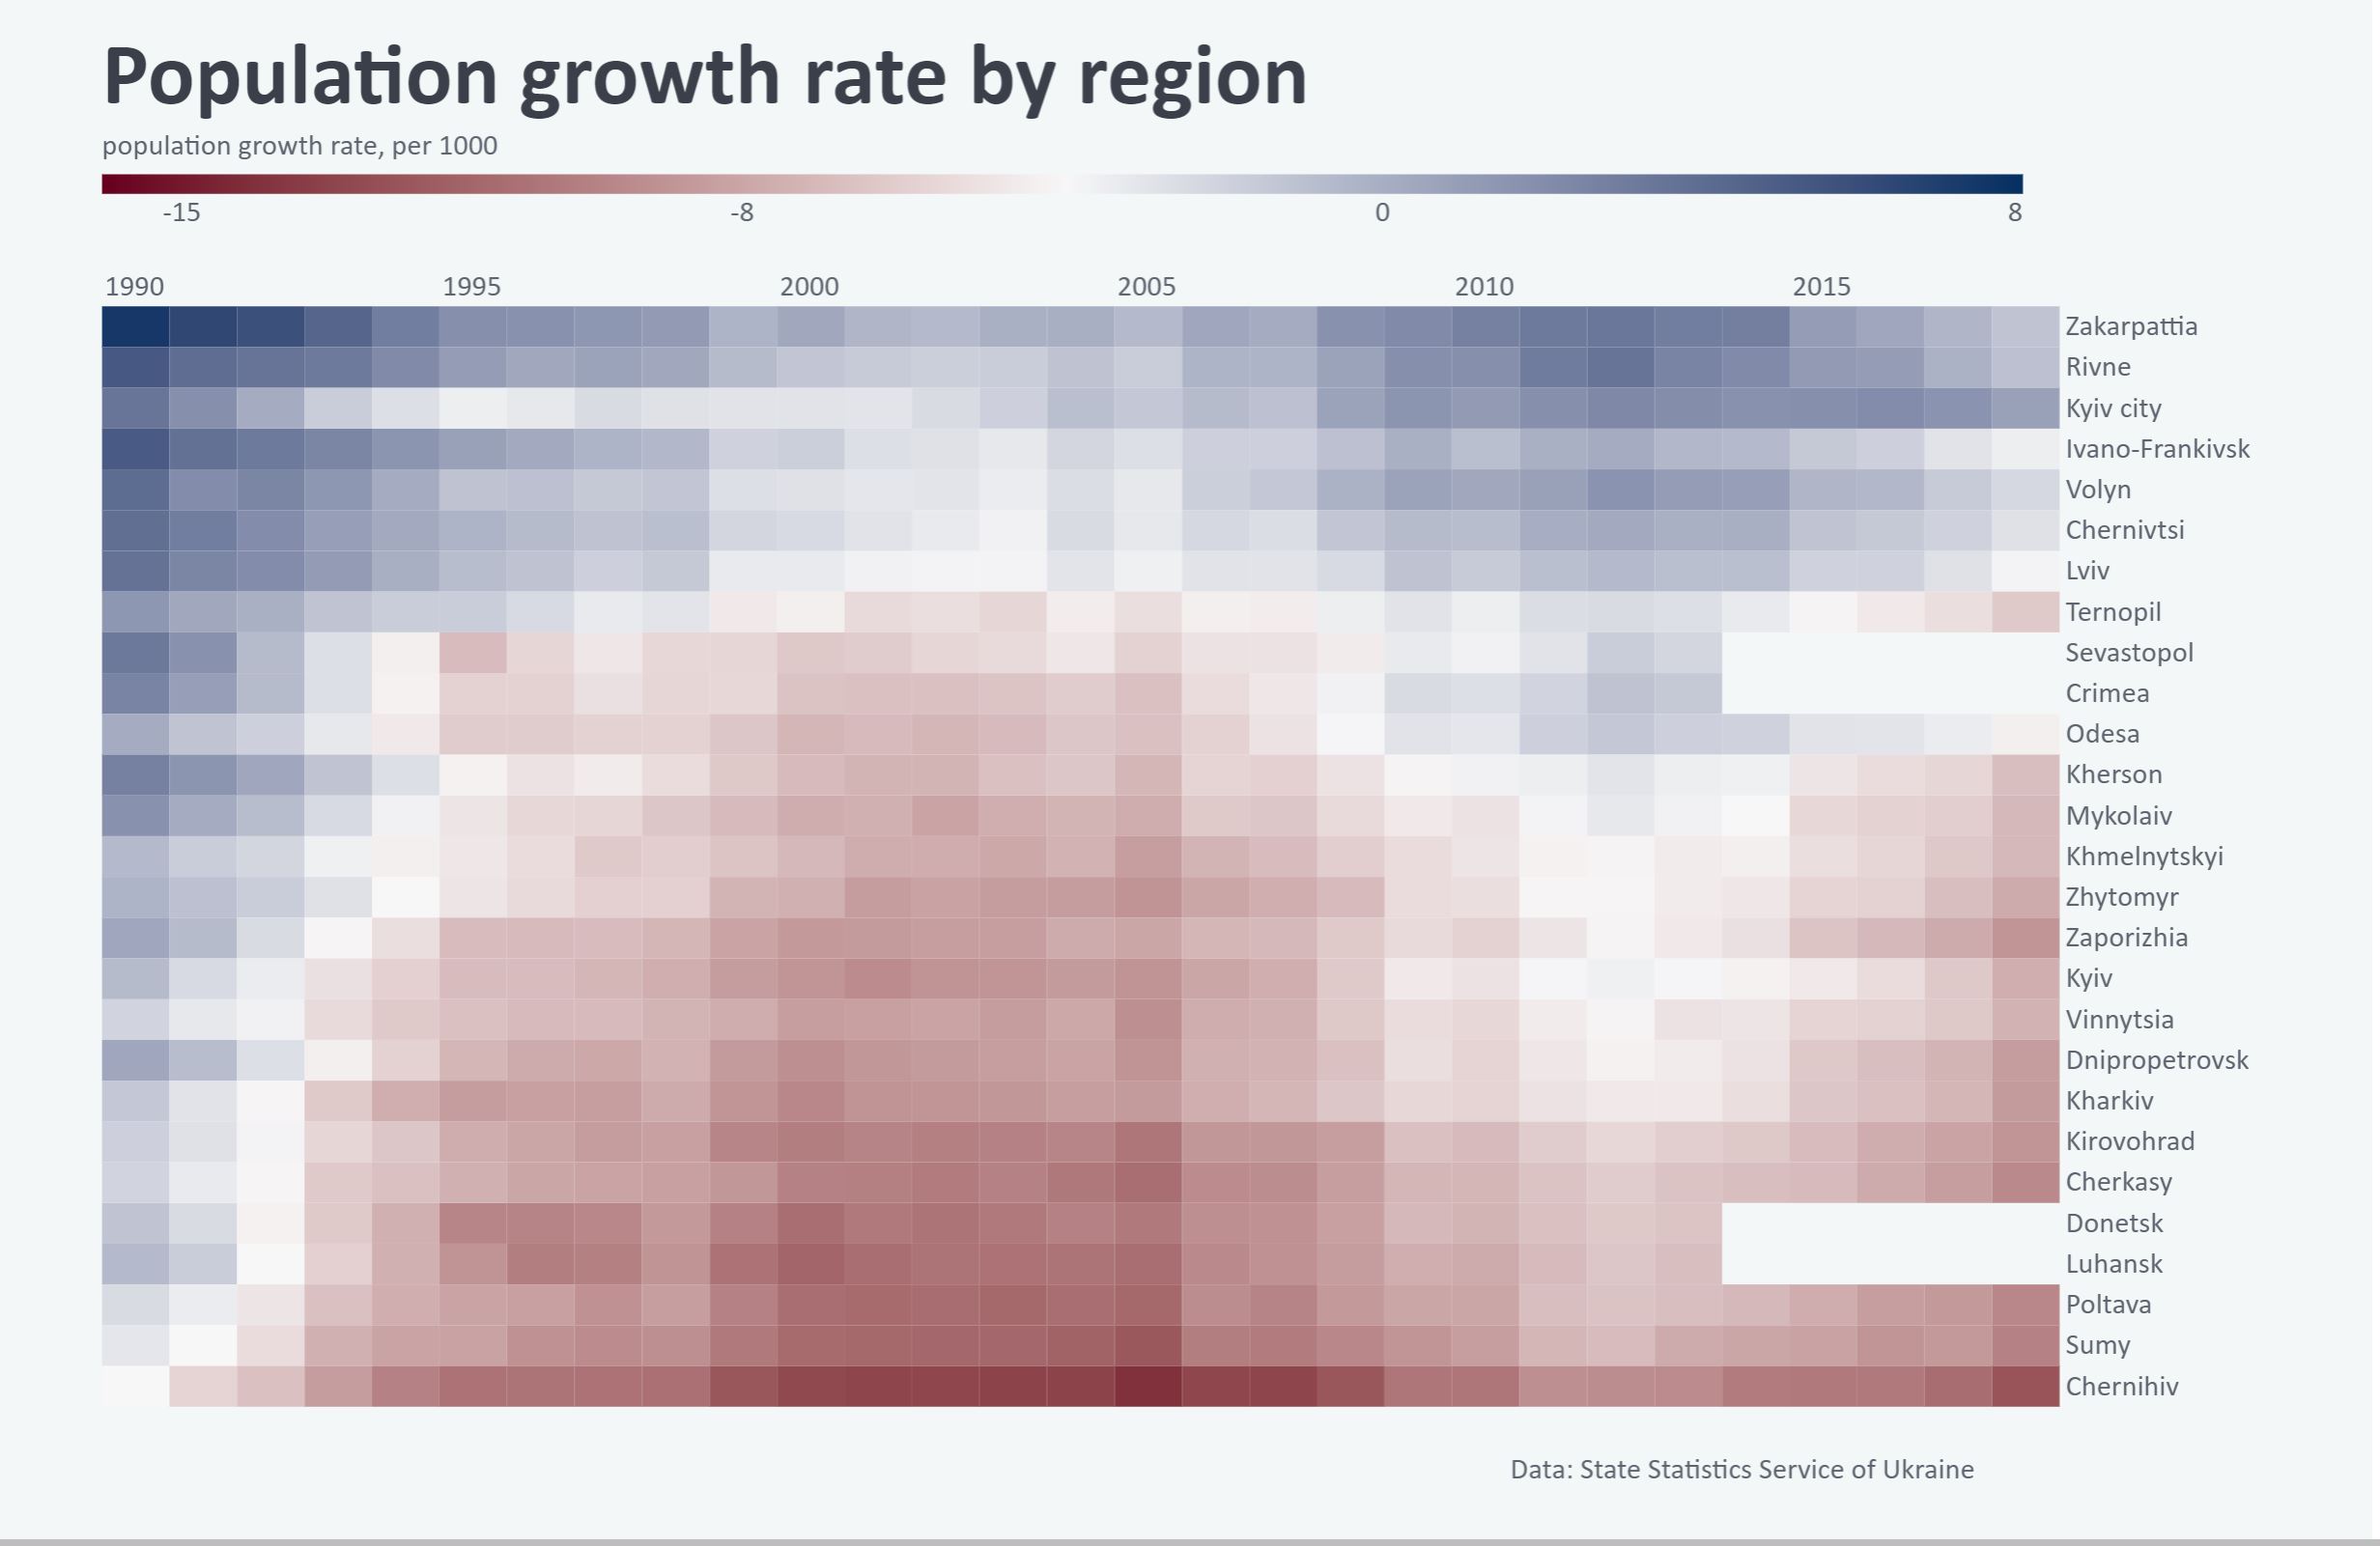 Population growth rate by region
population growth rate, per 1000
-15 -8 0 8
1990 1995 2000 2005 2010 2015
Zakarpattia
Rivne
Kyiv city
Ivano-Frankivsk
Volyn
Chernivtsi
Lviv
Ternopil
Sevastopol
Crimea
Odesa
Kherson
Mykolaiv
Khmelnytskyi
Zhytomyr
Zaporizhia
Kyiv
Vinnytsia
Dnipropetrovsk
Kharkiv
Kirovohrad
Cherkasy
Donetsk
Luhansk
Poltava
Sumy
Chernihiv
Data: State Statistics Service of Ukraine